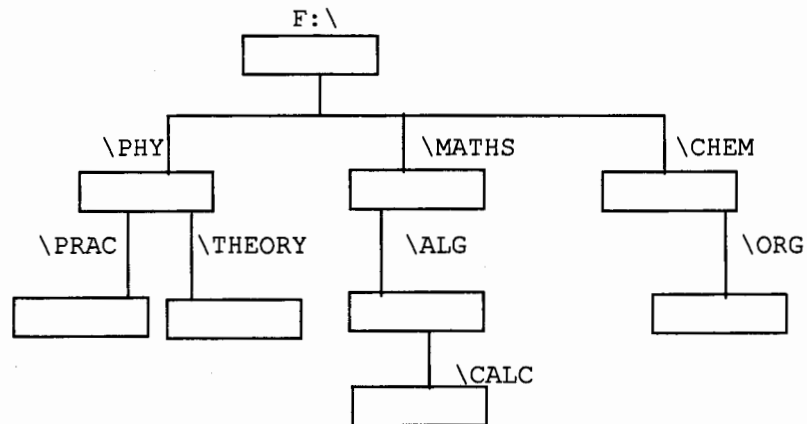 F:\
\PHY \MATHS \CHEM
\PRAC \THEORY \ALG \ORG
\CALC